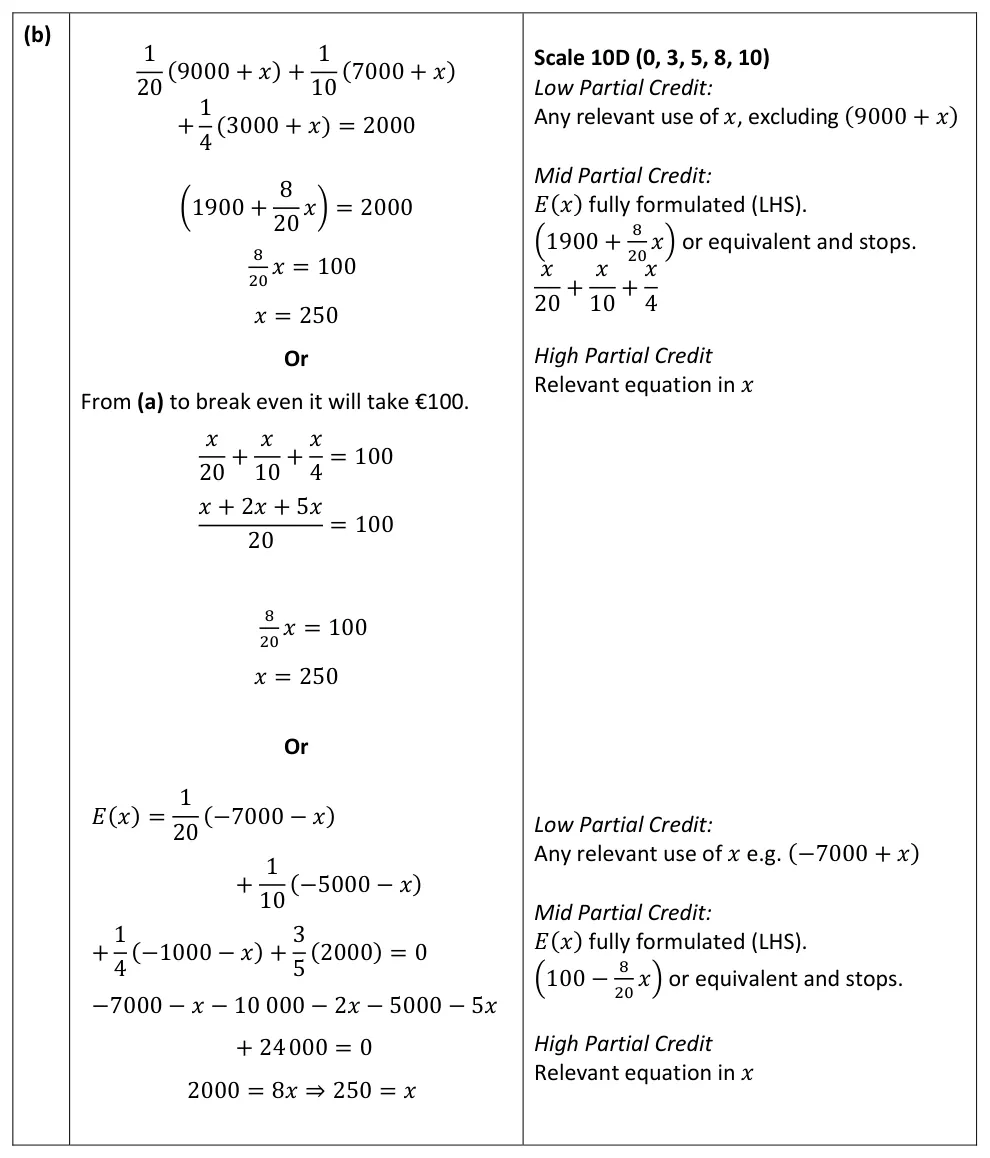 (b)
1/20 (9000 + x) + 1/10 (7000 + x)
+ 1/4 (3000 + x) = 2000
(1900 + 8/20 x) = 2000
8/20 x = 100
x = 250
Or
From (a) to break even it will take €100.
x/20 + x/10 + x/4 = 100
(x + 2x + 5x)/20 = 100
8/20 x = 100
x = 250
Or
E(x) = 1/20 (−7000 − x)
+ 1/10 (−5000 − x)
+ 1/4 (−1000 − x) + 3/5 (2000) = 0
−7000 − x − 10 000 − 2x − 5000 − 5x
+ 24 000 = 0
2000 = 8x ⇒ 250 = x
Scale 10D (0, 3, 5, 8, 10)
Low Partial Credit:
Any relevant use of x, excluding (9000 + x)
Mid Partial Credit:
E(x) fully formulated (LHS).
(1900 + 8/20 x) or equivalent and stops.
x/20 + x/10 + x/4
High Partial Credit
Relevant equation in x
Low Partial Credit:
Any relevant use of x e.g. (−7000 + x)
Mid Partial Credit:
E(x) fully formulated (LHS).
(100 − 8/20 x) or equivalent and stops.
High Partial Credit
Relevant equation in x